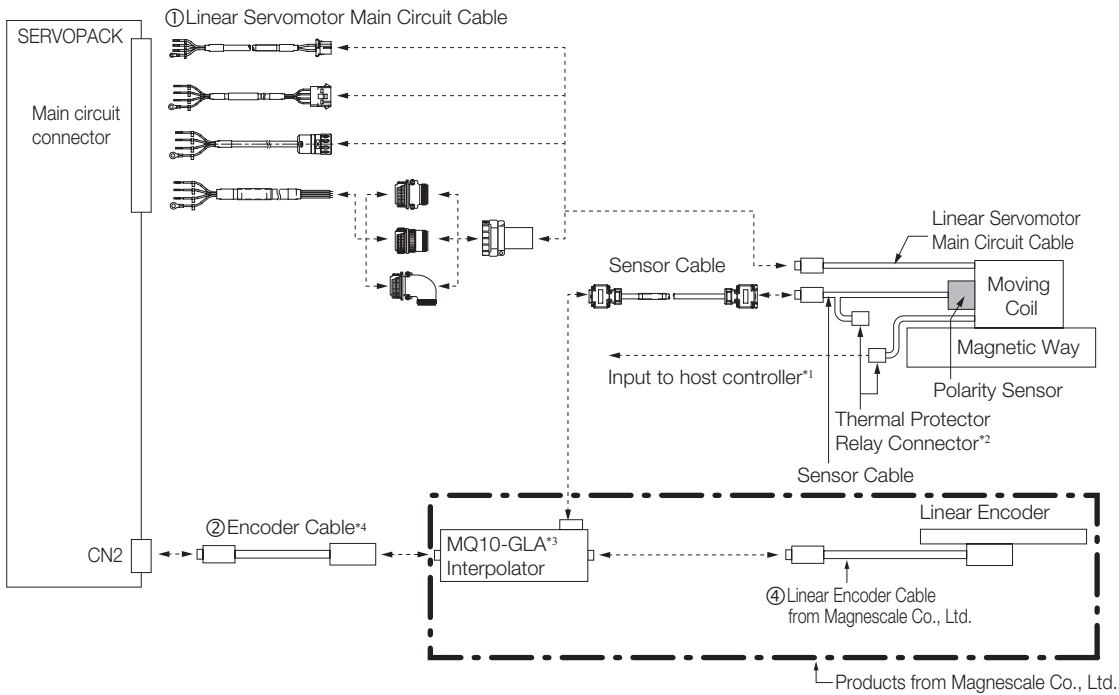 ①Linear Servomotor Main Circuit Cable
SERVOPACK
Main circuit
connector
Linear Servomotor
Main Circuit Cable
Sensor Cable
Moving
Coil
Magnetic Way
Input to host controller*1
Polarity Sensor
Thermal Protector
Relay Connector*2
Sensor Cable
Linear Encoder
②Encoder Cable*4
CN2
MQ10-GLA*3
Interpolator
④Linear Encoder Cable
from Magnescale Co., Ltd.
Products from Magnescale Co., Ltd.